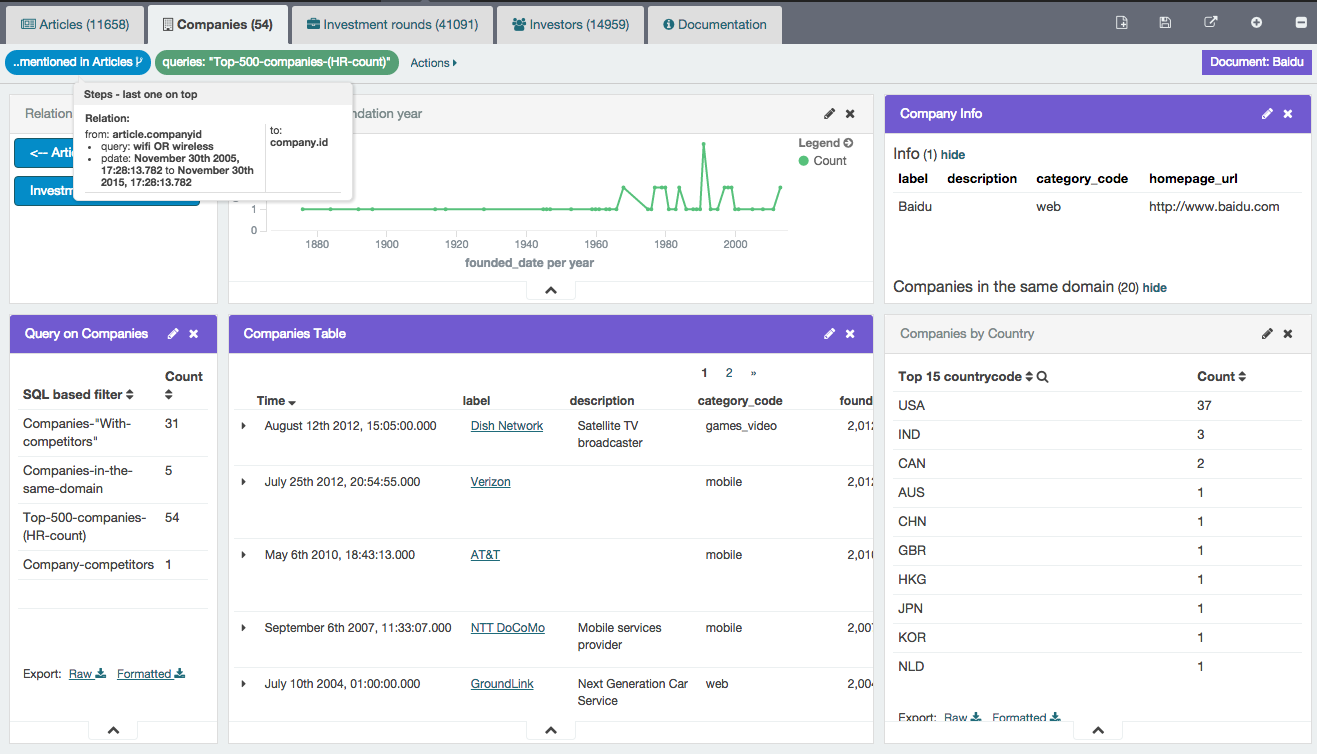 Articles (11658)
Companies (54)
Investment rounds (41091)
Investors (14959)
Documentation
..mentioned in Articles
queries: "Top-500-companies-(HR-count)"
Actions
Document: Baidu
Steps - last one on top
Relation:
from: article.companyid
query: wifi OR wireless
pdate: November 30th 2005,
17:28:13.782 to November 30th
2015, 17:28:13.782
to:
company.id
Relation
<-- Arti
Investm
ndation year
Legend
Count
1
0
1880 1900 1920 1940 1960 1980 2000
founded_date per year
Company Info
Info (1) hide
label description category_code homepage_url
Baidu web http://www.baidu.com
Companies in the same domain (20) hide
Query on Companies
SQL based filter Count
Companies-"With-competitors" 31
Companies-in-the-same-domain 5
Top-500-companies-(HR-count) 54
Company-competitors 1
Export: Raw Formatted
Companies Table
1 2 »
Time label description category_code found
August 12th 2012, 15:05:00.000 Dish Network Satellite TV broadcaster games_video 2,012
July 25th 2012, 20:54:55.000 Verizon mobile 2,012
May 6th 2010, 18:43:13.000 AT&T mobile 2,010
September 6th 2007, 11:33:07.000 NTT DoCoMo Mobile services provider mobile 2,007
July 10th 2004, 01:00:00.000 GroundLink Next Generation Car Service web 2,004
Companies by Country
Top 15 countrycode Count
USA 37
IND 3
CAN 2
AUS 1
CHN 1
GBR 1
HKG 1
JPN 1
KOR 1
NLD 1
Export: Raw Formatted